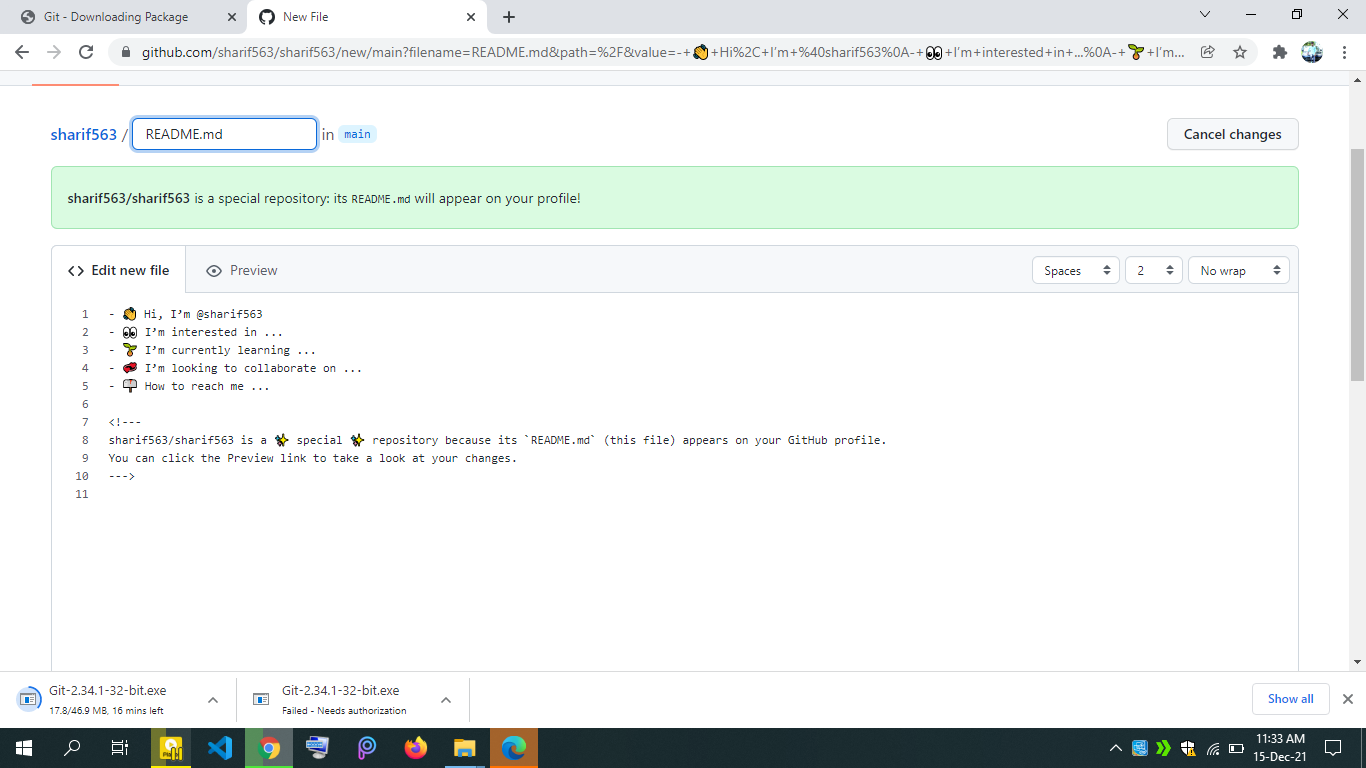 Git - Downloading Package
New File
github.com/sharif563/sharif563/new/main?filename=README.md&path=%2F&value=-+👋+Hi%2C+I'm+%40sharif563%0A-+👀+I'm+interested+in+...%0A-+🌱+I'm...
sharif563 / README.md in main
Cancel changes
sharif563/sharif563 is a special repository: its README.md will appear on your profile!
<> Edit new file
Preview
Spaces
2
No wrap
1 - 👋 Hi, I’m @sharif563
2 - 👀 I’m interested in ...
3 - 🌱 I’m currently learning ...
4 - 💞️ I’m looking to collaborate on ...
5 - 📫 How to reach me ...
6
7 <!---
8 sharif563/sharif563 is a ✨ special ✨ repository because its `README.md` (this file) appears on your GitHub profile.
9 You can click the Preview link to take a look at your changes.
10 --->
11
Git-2.34.1-32-bit.exe
17.8/46.9 MB, 16 mins left
Git-2.34.1-32-bit.exe
Failed - Needs authorization
Show all
11:33 AM
15-Dec-21